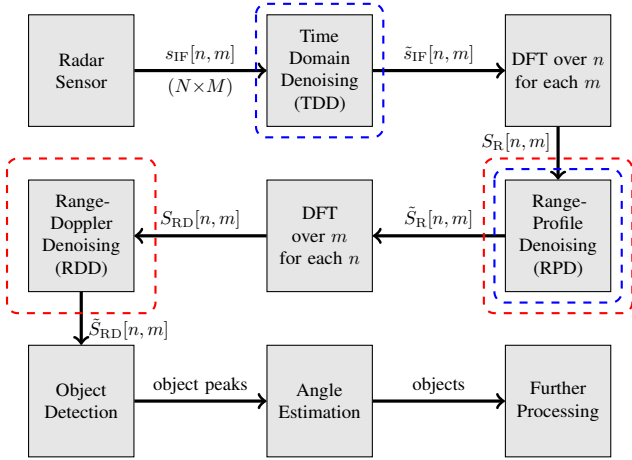 Radar
Sensor
s_IF[n, m]
(N×M)
Time
Domain
Denoising
(TDD)
s̃_IF[n, m]
DFT over n
for each m
S_R[n, m]
Range-
Doppler
Denoising
(RDD)
S_RD[n, m]
DFT
over m
for each n
S̃_R[n, m]
Range-
Profile
Denoising
(RPD)
S̃_RD[n, m]
Object
Detection
object peaks
Angle
Estimation
objects
Further
Processing